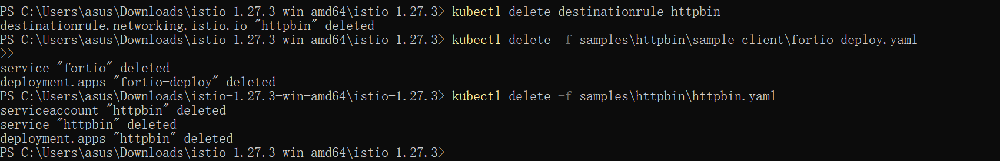 PS C:\Users\asus\Downloads\istio-1.27.3-win-amd64\istio-1.27.3> kubectl delete destinationrule httpbin
destinationrule.networking.istio.io "httpbin" deleted
PS C:\Users\asus\Downloads\istio-1.27.3-win-amd64\istio-1.27.3> kubectl delete -f samples\httpbin\sample-client\fortio-deploy.yaml
>>
service "fortio" deleted
deployment.apps "fortio-deploy" deleted
PS C:\Users\asus\Downloads\istio-1.27.3-win-amd64\istio-1.27.3> kubectl delete -f samples\httpbin\httpbin.yaml
serviceaccount "httpbin" deleted
service "httpbin" deleted
deployment.apps "httpbin" deleted
PS C:\Users\asus\Downloads\istio-1.27.3-win-amd64\istio-1.27.3>